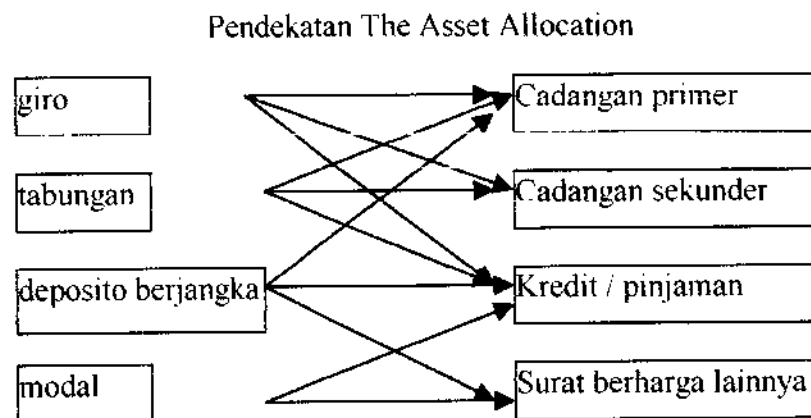 Pendekatan The Asset Allocation
giro
Cadangan primer
tabungan
Cadangan sekunder
deposito berjangka
Kredit / pinjaman
modal
Surat berharga lainnya